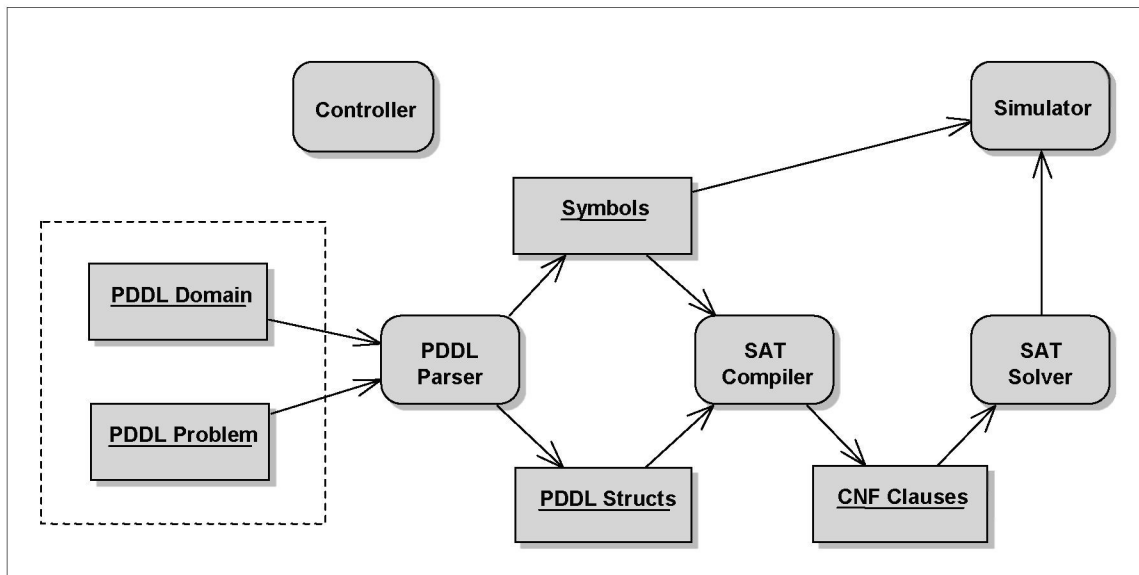 Controller
Simulator
Symbols
PDDL Domain
PDDL
Parser
SAT
Compiler
SAT
Solver
PDDL Problem
PDDL Structs
CNF Clauses